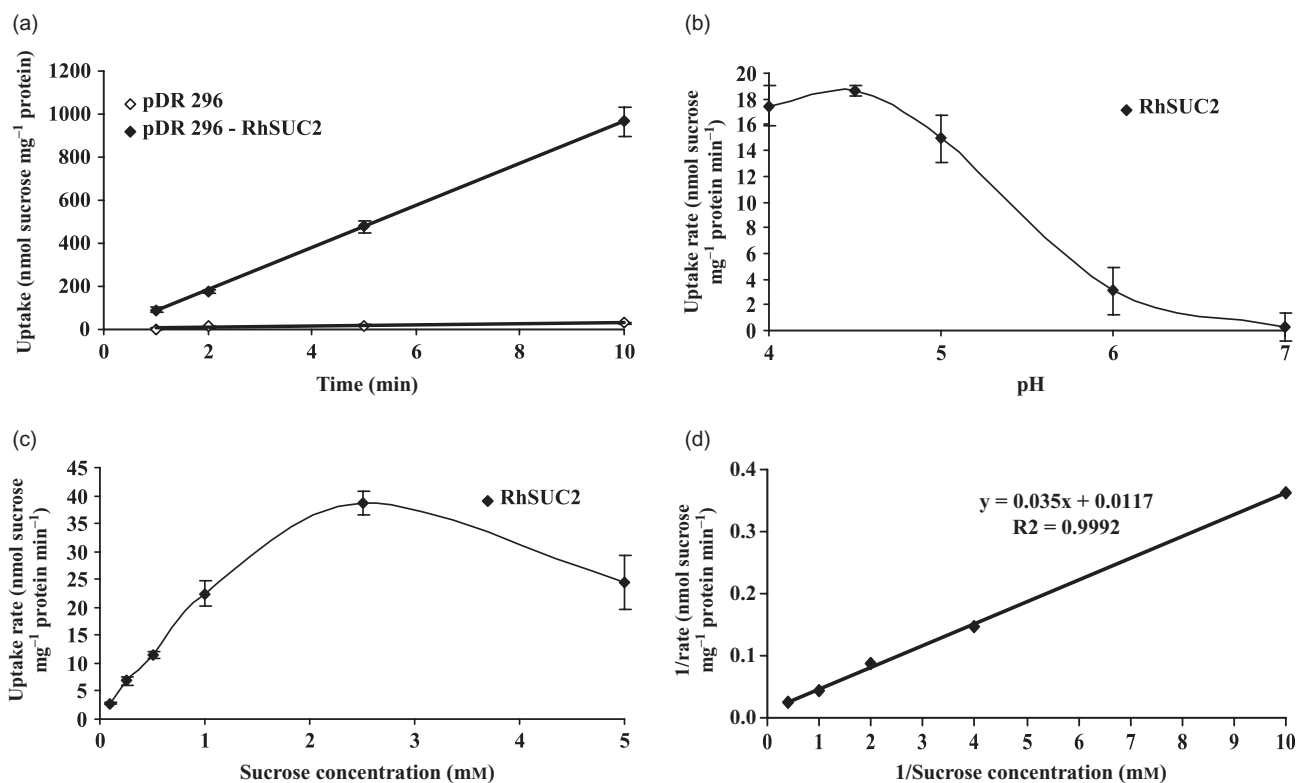 (a)
Uptake (nmol sucrose mg⁻¹ protein)
1200
1000
800
600
400
200
0
pDR 296
pDR 296 - RhSUC2
2
4
6
8
10
Time (min)
(b)
Uptake rate (nmol sucrose
mg⁻¹ protein min⁻¹)
20
18
16
14
12
10
8
6
4
2
0
RhSUC2
4
5
6
7
pH
(c)
Uptake rate (nmol sucrose
mg⁻¹ protein min⁻¹)
45
40
35
30
25
20
15
10
5
0
RhSUC2
0
1
2
3
4
5
Sucrose concentration (mM)
(d)
1/rate (nmol sucrose
mg⁻¹ protein min⁻¹)
0.4
0.3
0.2
0.1
0.0
y = 0.035x + 0.0117
R2 = 0.9992
0
1
2
3
4
5
6
7
8
9
10
1/Sucrose concentration (mM)